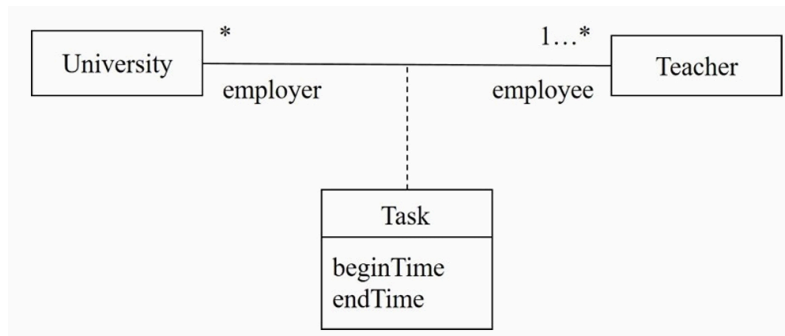 * 1...*
University Teacher
employer employee
Task
beginTime
endTime